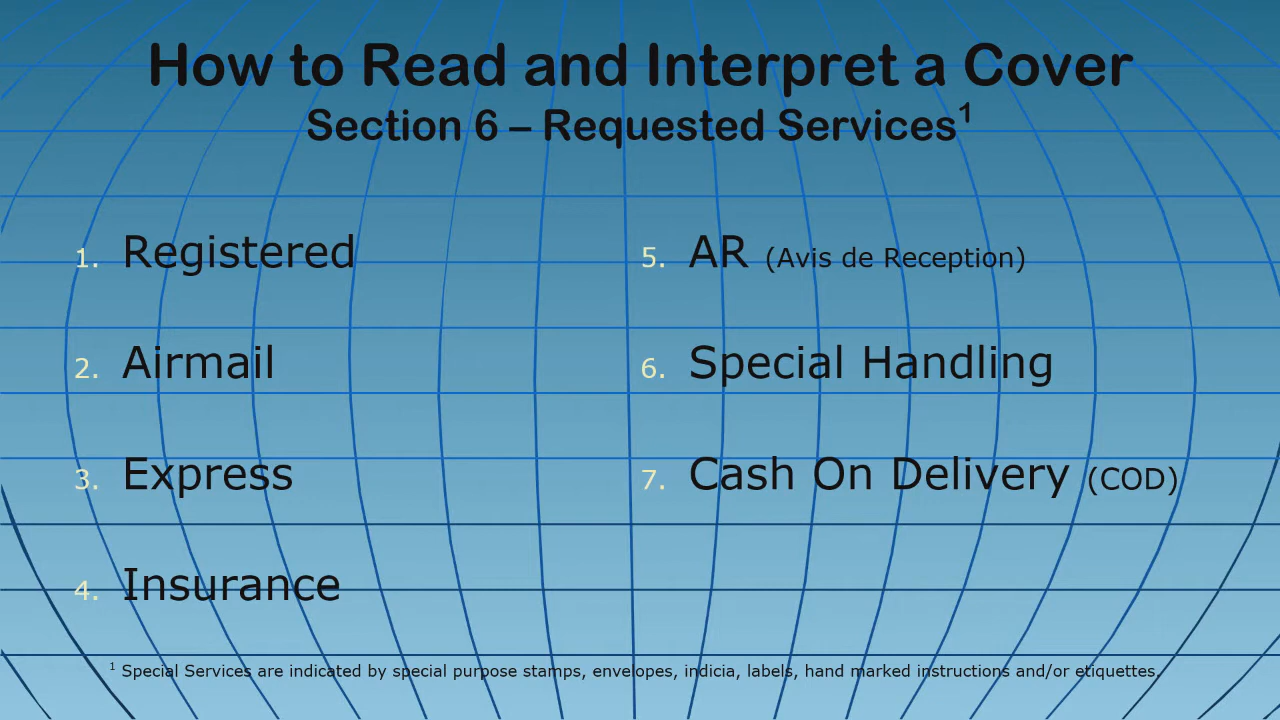 How to Read and Interpret a Cover
Section 6 – Requested Services¹
1. Registered
2. Airmail
3. Express
4. Insurance
5. AR (Avis de Reception)
6. Special Handling
7. Cash On Delivery (COD)
¹ Special Services are indicated by special purpose stamps, envelopes, indicia, labels, hand marked instructions and/or etiquettes.